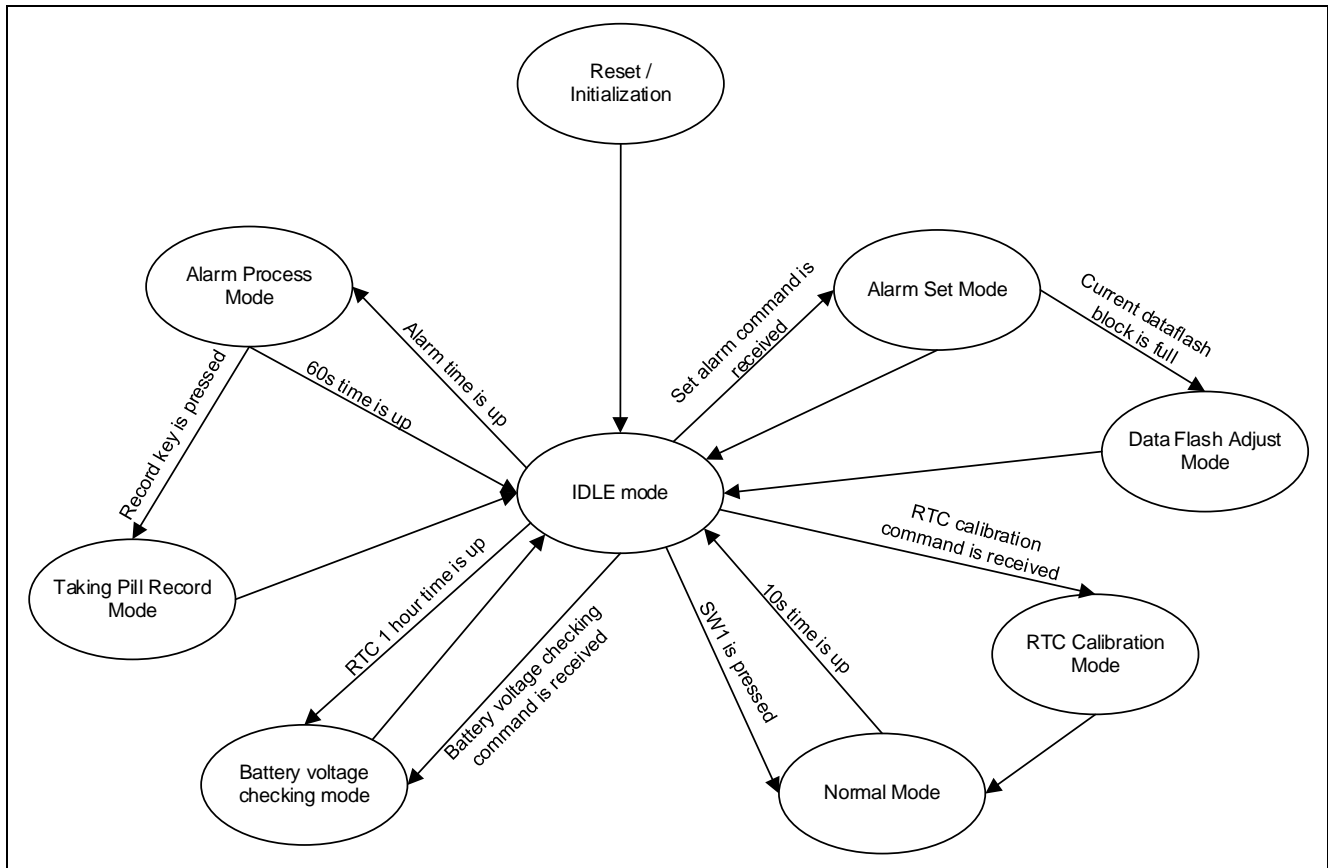 Reset /
Initialization
Alarm Process
Mode
Alarm time is up
60s time is up
Record key is pressed
Taking Pill Record
Mode
Set alarm command is
received
Alarm Set Mode
Current dataflash
block is full
Data Flash Adjust
Mode
IDLE mode
RTC calibration
command is received
RTC Calibration
Mode
RTC 1 hour time is up
Battery voltage checking
command is received
SW1 is pressed
10s time is up
Battery voltage
checking mode
Normal Mode